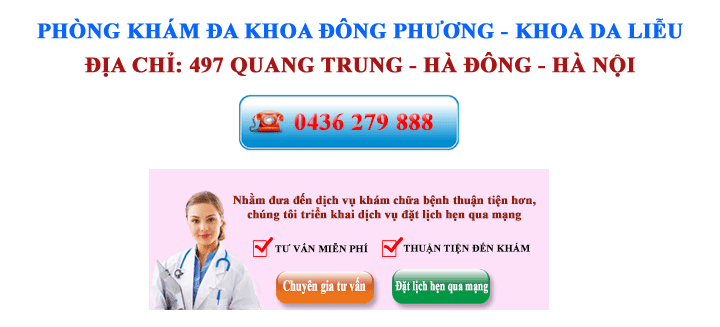 PHÒNG KHÁM ĐA KHOA ĐÔNG PHƯƠNG - KHOA DA LIỄU
ĐỊA CHỈ: 497 QUANG TRUNG - HÀ ĐÔNG - HÀ NỘI
0436 279 888
Nhằm đưa đến dịch vụ khám chữa bệnh thuận tiện hơn,
chúng tôi triển khai dịch vụ đặt lịch hẹn qua mạng
TƯ VẤN MIỄN PHÍ THUẬN TIỆN ĐẾN KHÁM
Chuyên gia tư vấn Đặt lịch hẹn qua mạng